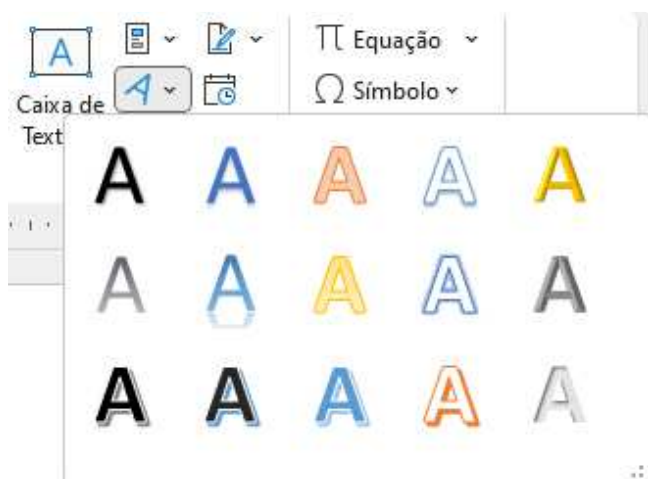 A
Equação
Símbolo
Caixa de
Text
A A A A A
A A A A A
A A A A A